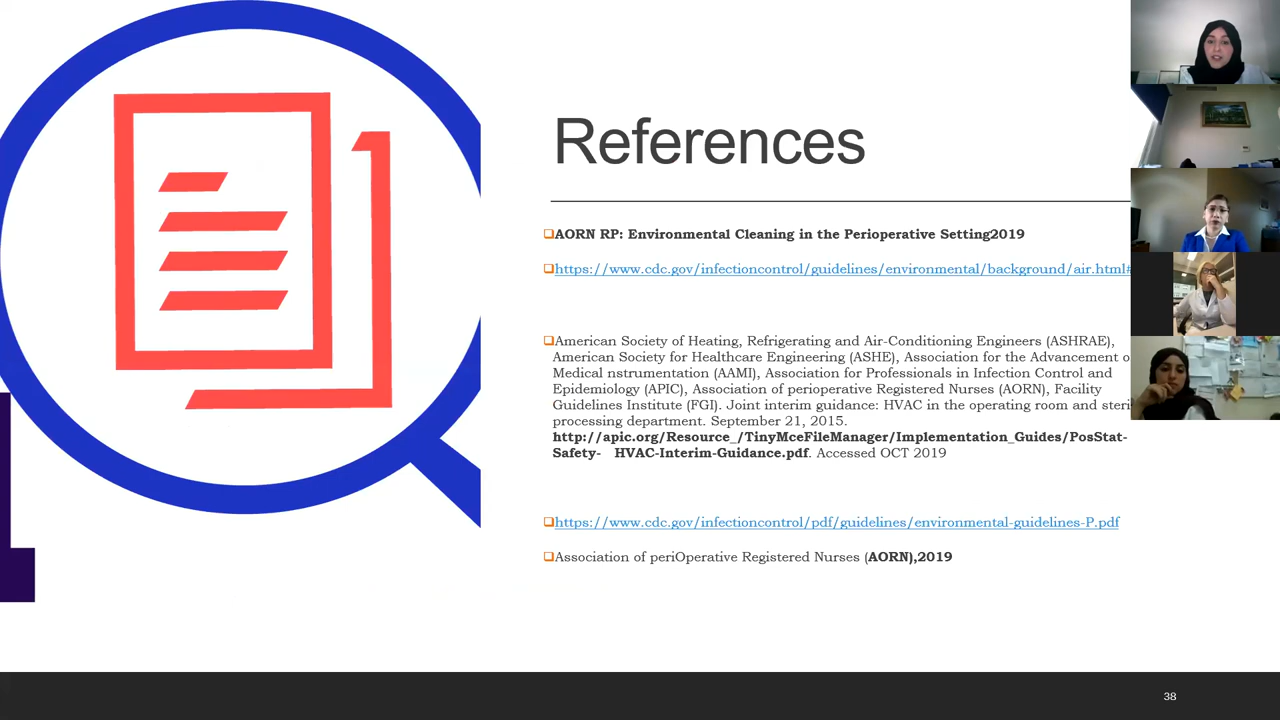 References
AORN RP: Environmental Cleaning in the Perioperative Setting2019
https://www.cdc.gov/infectioncontrol/guidelines/environmental/background/air.html#
American Society of Heating, Refrigerating and Air-Conditioning Engineers (ASHRAE),
American Society for Healthcare Engineering (ASHE), Association for the Advancement o
Medical nstrumentation (AAMI), Association for Professionals in Infection Control and
Epidemiology (APIC), Association of perioperative Registered Nurses (AORN), Facility
Guidelines Institute (FGI). Joint interim guidance: HVAC in the operating room and steri
processing department. September 21, 2015.
http://apic.org/Resource_/TinyMceFileManager/Implementation_Guides/PosStat-
Safety- HVAC-Interim-Guidance.pdf. Accessed OCT 2019
https://www.cdc.gov/infectioncontrol/pdf/guidelines/environmental-guidelines-P.pdf
Association of periOperative Registered Nurses (AORN),2019
38